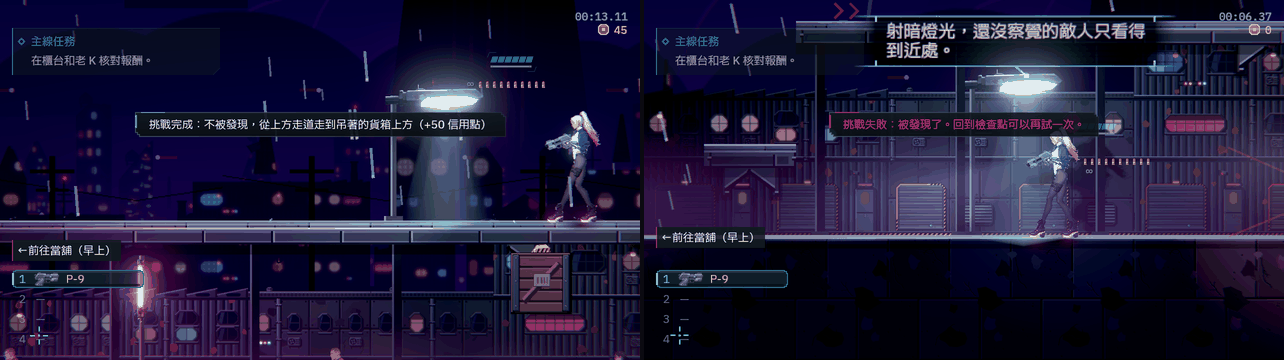 00:13.11
45
主線任務
在櫃台和老 K 核對報酬。
∞
挑戰完成：不被發現，從上方走道走到吊著的貨箱上方（+50 信用點）
←前往當舖（早上）
1 P-9
2 —
3
4
00:06.37
0
主線任務
在櫃台和老 K 核對報酬。
射暗燈光，還沒察覺的敵人只看得
到近處。
挑戰失敗：被發現了。回到檢查點可以再試一次。
∞
←前往當舖（早上）
1 P-9
2 —
3 —
4